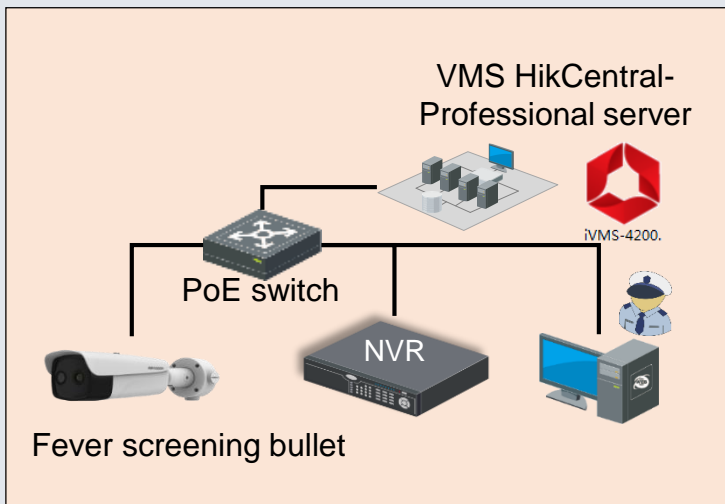 VMS HikCentral-
Professional server
iVMS-4200.
PoE switch
NVR
Fever screening bullet